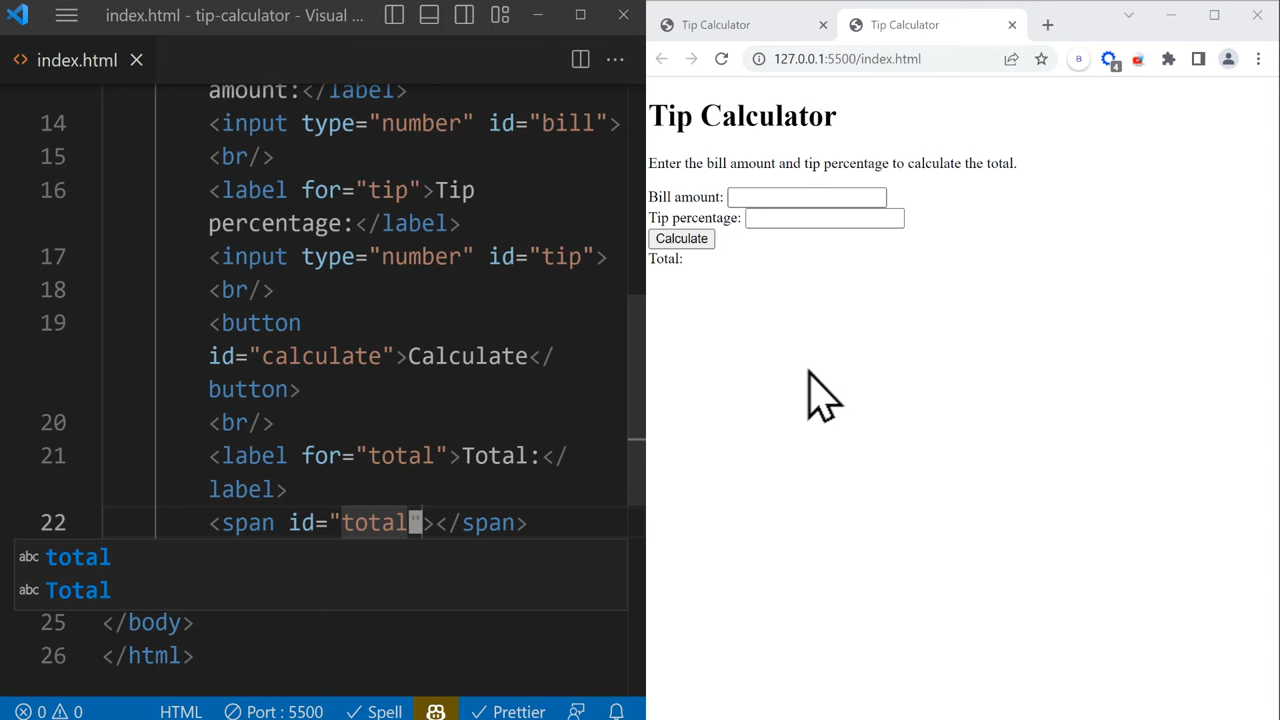 index.html - tip-calculator - Visual ...
index.html
amount:</label>
14 <input type="number" id="bill">
15 <br/>
16 <label for="tip">Tip
percentage:</label>
17 <input type="number" id="tip">
18 <br/>
19 <button
id="calculate">Calculate</
button>
20 <br/>
21 <label for="total">Total:</
label>
22 <span id="total"></span>
abc total
abc Total
25 </body>
26 </html>
0 0 HTML Port : 5500 Spell Prettier
Tip Calculator
Tip Calculator
127.0.0.1:5500/index.html
B
4
Tip Calculator
Enter the bill amount and tip percentage to calculate the total.
Bill amount:
Tip percentage:
Calculate
Total: